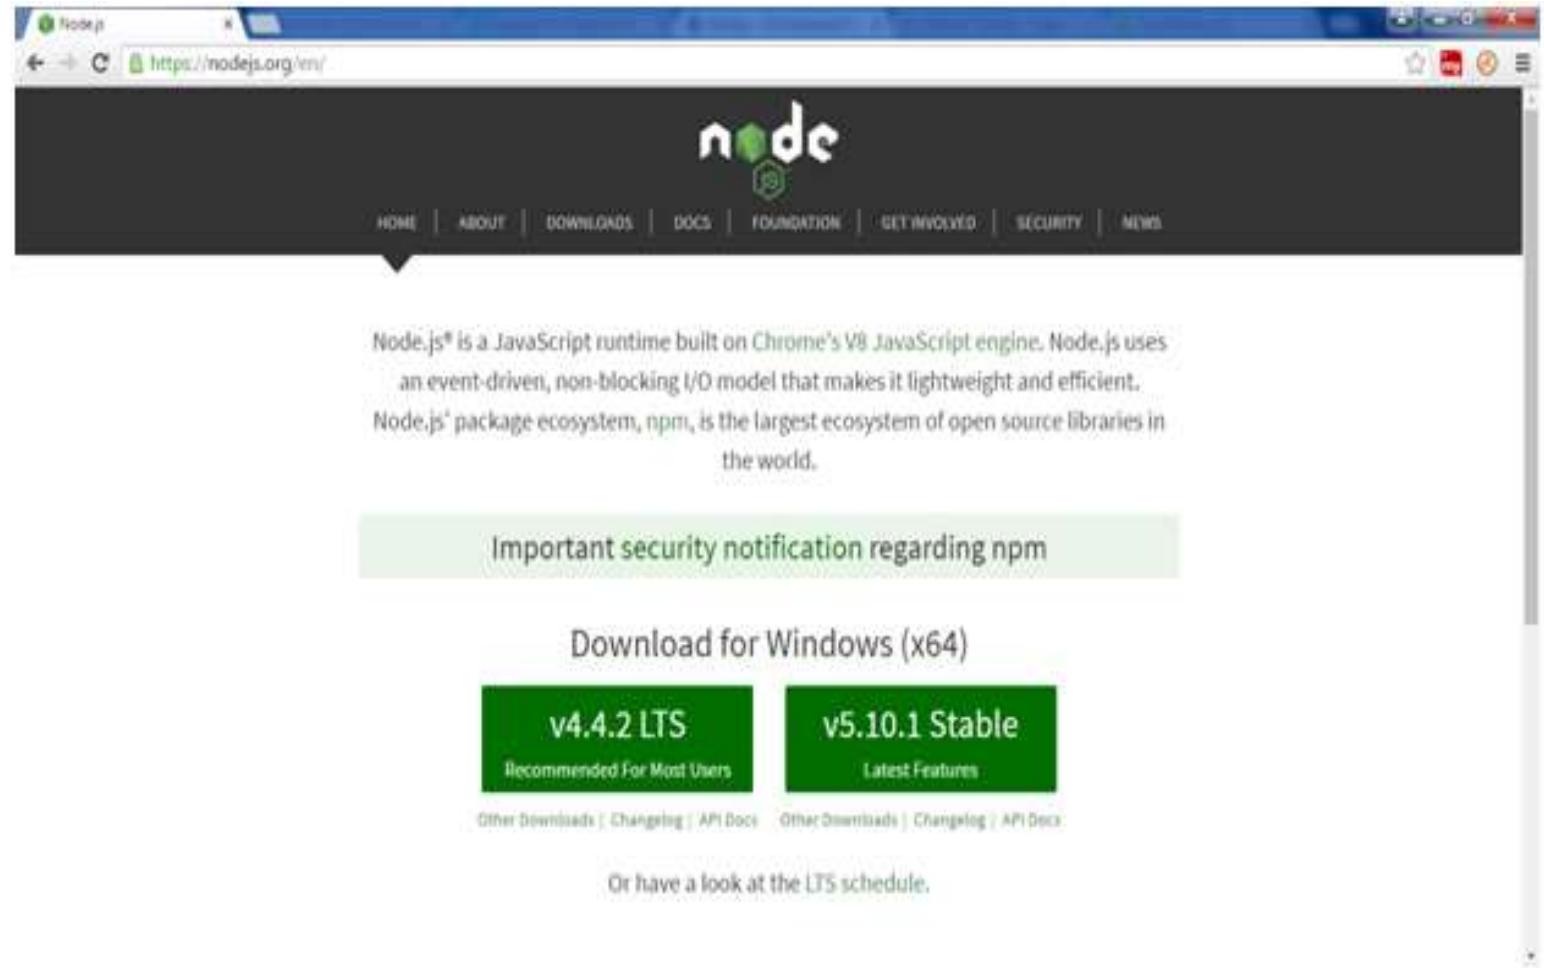 Node.js
https://nodejs.org/en/
node
JS
HOME | ABOUT | DOWNLOADS | DOCS | FOUNDATION | GET INVOLVED | SECURITY | NEWS
Node.js® is a JavaScript runtime built on Chrome's V8 JavaScript engine. Node.js uses
an event-driven, non-blocking I/O model that makes it lightweight and efficient.
Node.js' package ecosystem, npm, is the largest ecosystem of open source libraries in
the world.
Important security notification regarding npm
Download for Windows (x64)
v4.4.2 LTS
Recommended For Most Users
Other Downloads | Changelog | API Docs
v5.10.1 Stable
Latest Features
Other Downloads | Changelog | API Docs
Or have a look at the LTS schedule.